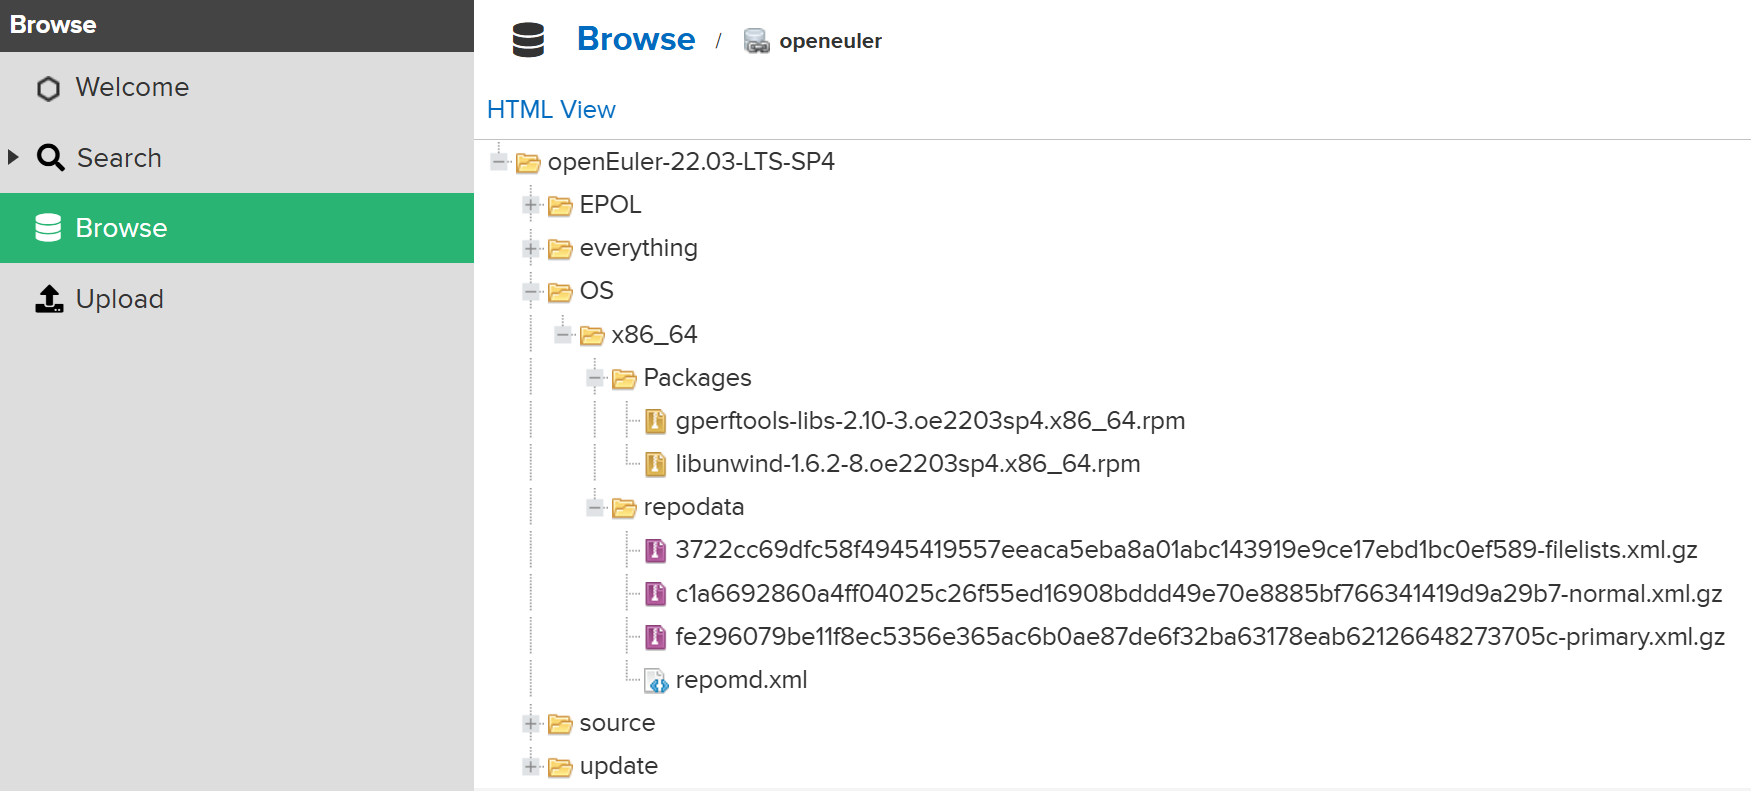 Browse
Welcome
Search
Browse
Upload
Browse / openeuler
HTML View
openEuler-22.03-LTS-SP4
EPOL
everything
OS
x86_64
Packages
gperftools-libs-2.10-3.oe2203sp4.x86_64.rpm
libunwind-1.6.2-8.oe2203sp4.x86_64.rpm
repodata
3722cc69dfc58f4945419557eeaca5eba8a01abc143919e9ce17ebd1bc0ef589-filelists.xml.gz
c1a6692860a4ff04025c26f55ed16908bddd49e70e8885bf766341419d9a29b7-normal.xml.gz
fe296079be11f8ec5356e365ac6b0ae87de6f32ba63178eab62126648273705c-primary.xml.gz
repomd.xml
source
update